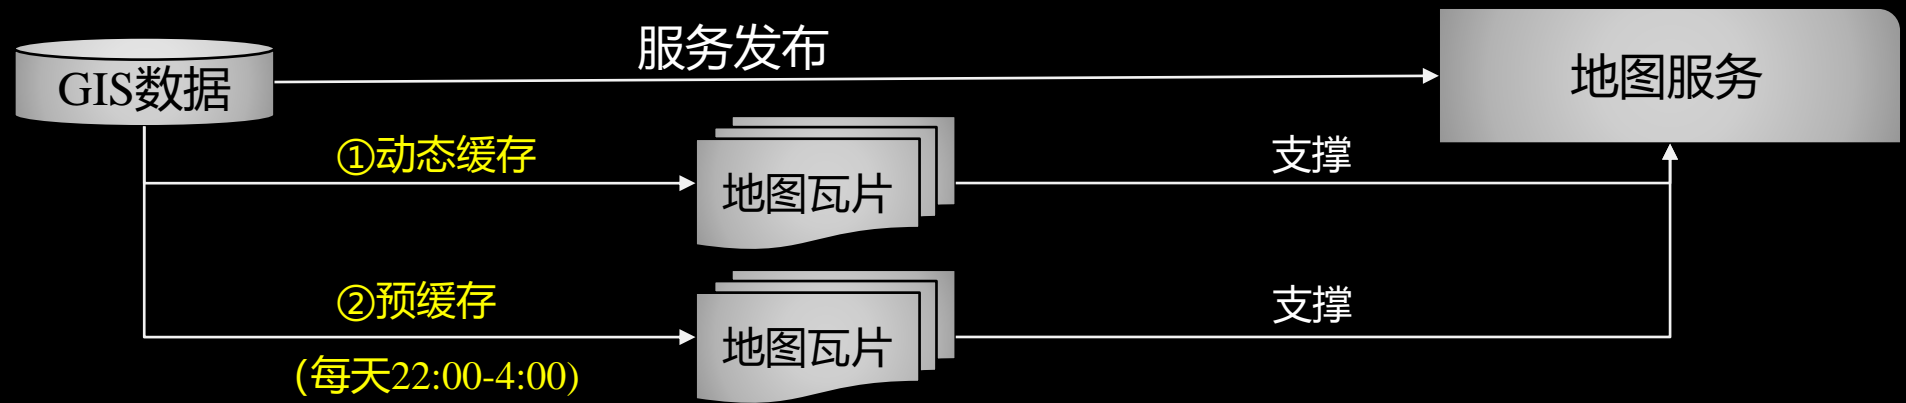 服务发布
GIS数据
地图服务
①动态缓存
支撑
地图瓦片
②预缓存
支撑
地图瓦片
(每天22:00-4:00)